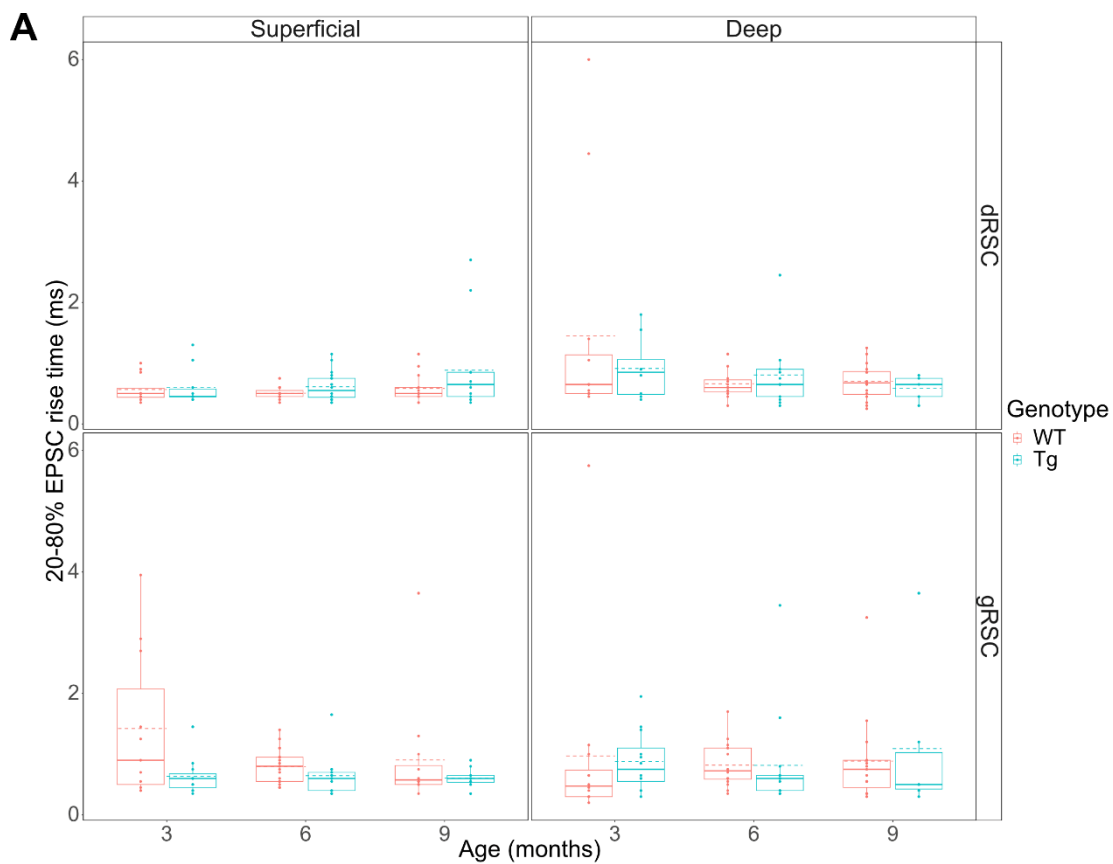 A
Superficial
Deep
6
4
2
0
dRSC
20-80% EPSC rise time (ms)
Genotype
WT
Tg
6
4
2
0
gRSC
3
6
9
3
6
9
Age (months)